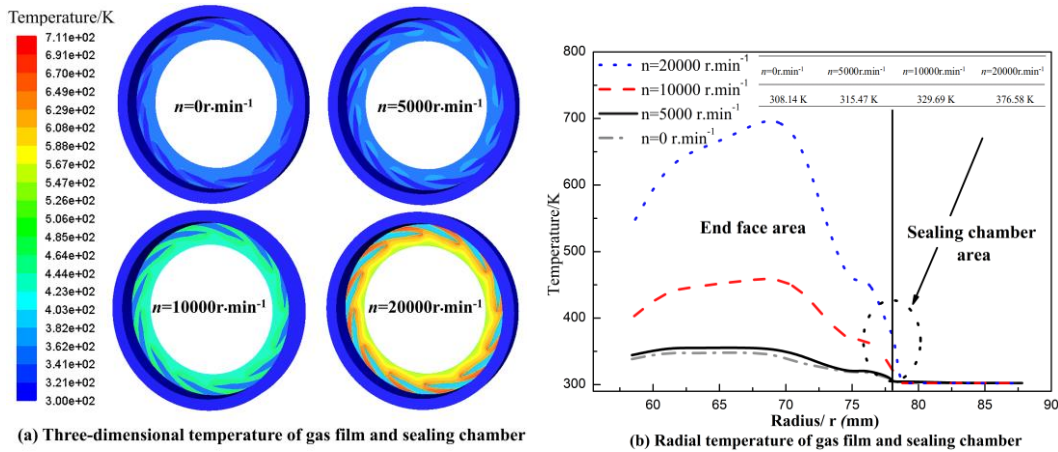 Temperature/K
7.11e+02
6.91e+02
6.70e+02
6.50e+02
6.29e+02
6.08e+02
5.88e+02
5.67e+02
5.47e+02
5.26e+02
5.06e+02
4.85e+02
4.64e+02
4.44e+02
4.23e+02
4.03e+02
3.82e+02
3.62e+02
3.41e+02
3.21e+02
3.00e+02
n=0r·min-1
n=5000r·min-1
n=10000r·min-1
n=20000r·min-1
(a) Three-dimensional temperature of gas film and sealing chamber
Temperature/K
800
700
600
500
400
300
n=20000 r.min-1
n=10000 r.min-1
n=5000 r.min-1
n=0 r.min-1
n=0r.min-1 n=5000r.min-1 n=10000r.min-1 n=20000r.min-1
308.14 K 315.47 K 329.69 K 376.58 K
End face area
Sealing chamber
area
60 65 70 75 80 85 90
Radius/ r (mm)
(b) Radial temperature of gas film and sealing chamber